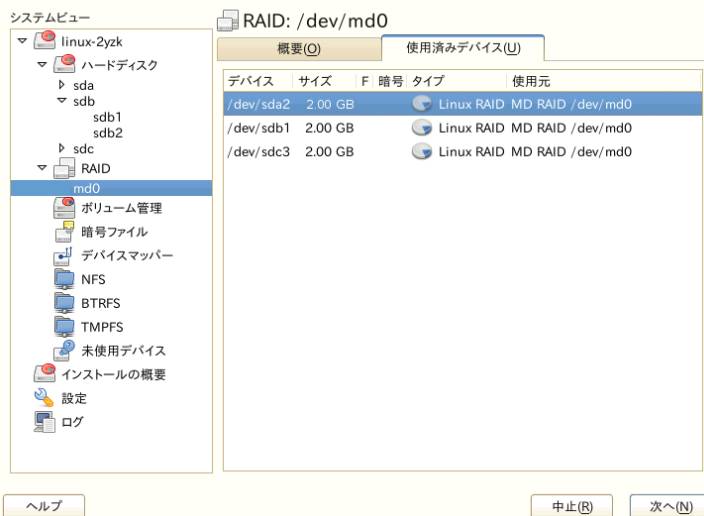 システムビュー
linux-2yzk
ハードディスク
sda
sdb
sdb1
sdb2
sdc
RAID
md0
ボリューム管理
暗号ファイル
デバイスマッパー
NFS
BTRFS
TMPFS
未使用デバイス
インストールの概要
設定
ログ
RAID: /dev/md0
概要(O) 使用済みデバイス(U)
デバイス サイズ F 暗号 タイプ 使用元
/dev/sda2 2.00 GB Linux RAID MD RAID /dev/md0
/dev/sdb1 2.00 GB Linux RAID MD RAID /dev/md0
/dev/sdc3 2.00 GB Linux RAID MD RAID /dev/md0
ヘルプ 中止(R) 次へ(N)